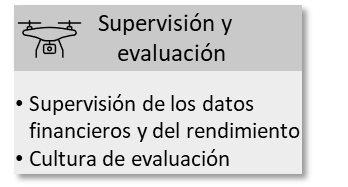 Supervisión y
evaluación
• Supervisión de los datos
financieros y del rendimiento
• Cultura de evaluación